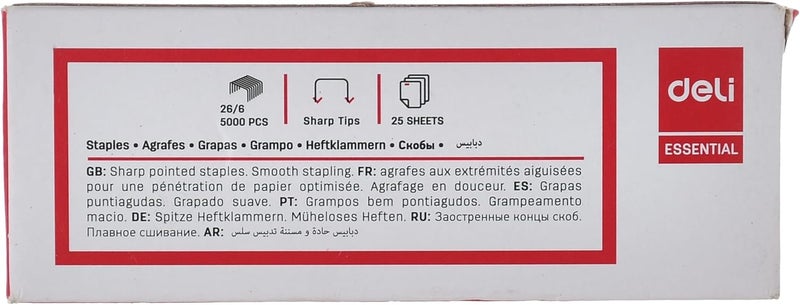 26/6
5000 PCS
Sharp Tips
25 SHEETS
deli
ESSENTIAL
Staples • Agrafes • Grapas • Grampo • Heftklammern • Скобы • دبابيس
GB: Sharp pointed staples. Smooth stapling. FR: agrafes aux extrémités aiguisées
pour une pénétration de papier optimisée. Agrafage en douceur. ES: Grapas
puntiagudas. Grapado suave. PT: Grampos bem pontiagudos. Grampeamento
macio. DE: Spitze Heftklammern. Müheloses Heften. RU: Заостренные концы скоб.
Плавное сшивание. AR: دبابيس حادة و مسننة تدبيس سلس